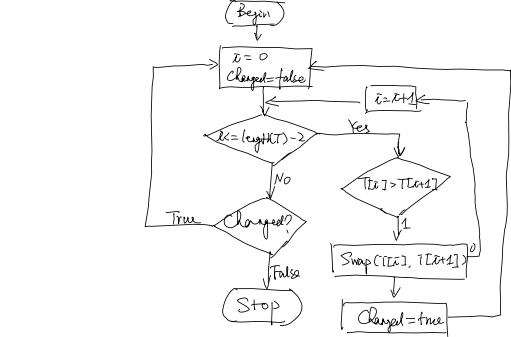 Begin
i = 0
Changed=false
i=i+1
i<=length(T)-2
Yes
T[i]>T[i+1]
No
True
Changed?
1
Swap(T[i], T[i+1])
0
False
Stop
Changed=true